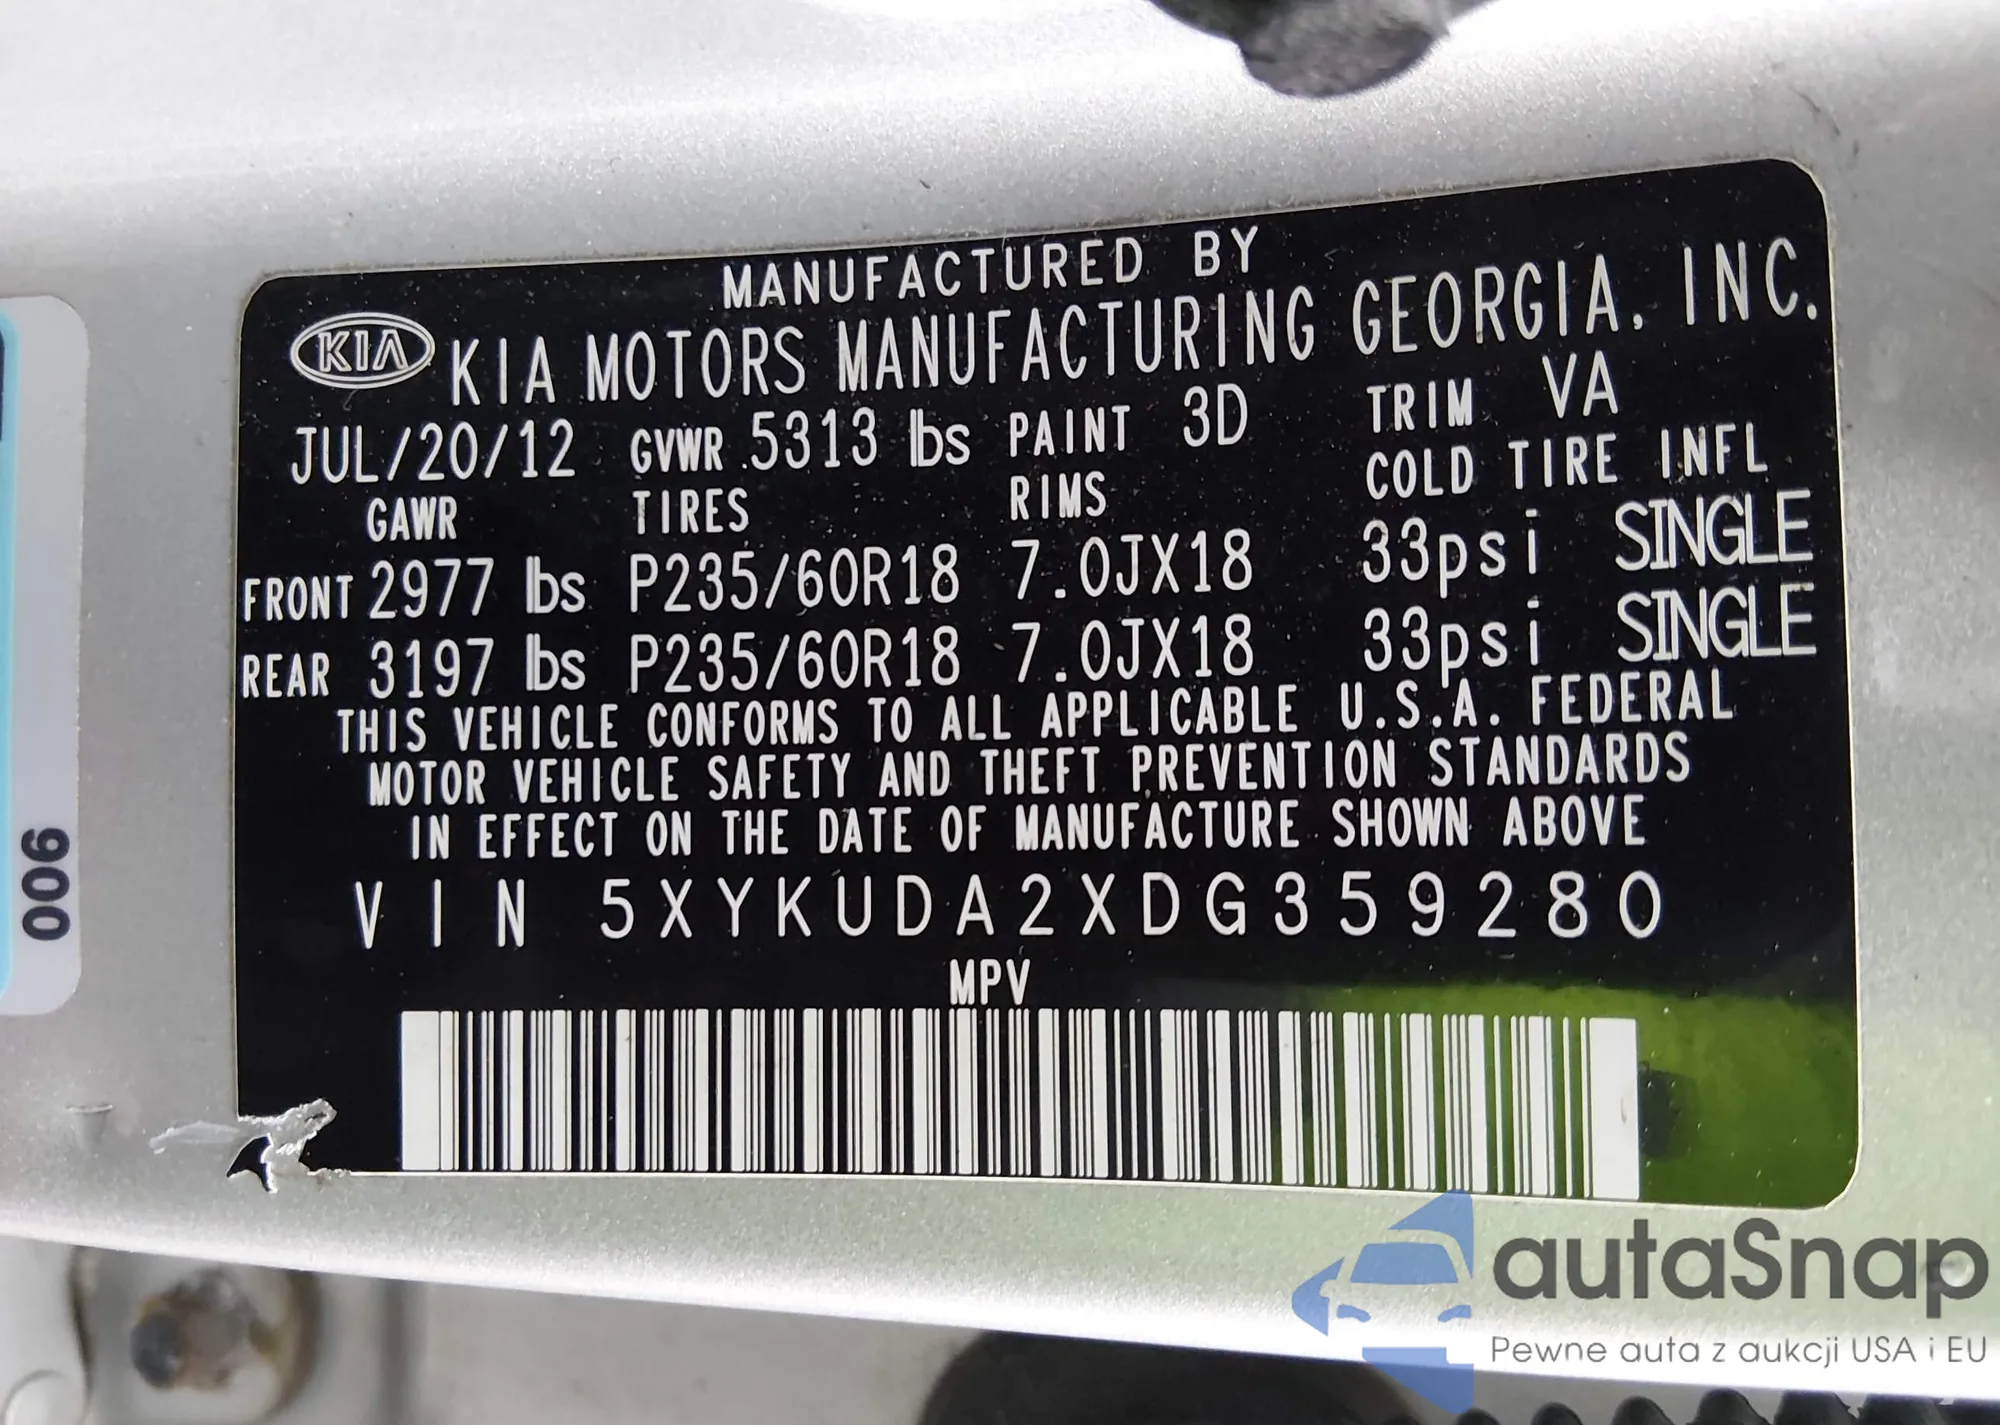 MANUFACTURED BY
KIA KIA MOTORS MANUFACTURING GEORGIA, INC.
JUL/20/12 GVWR 5313 lbs PAINT 3D TRIM VA
GAWR TIRES RIMS COLD TIRE INFL
FRONT 2977 lbs P235/60R18 7.0JX18 33psi SINGLE
REAR 3197 lbs P235/60R18 7.0JX18 33psi SINGLE
THIS VEHICLE CONFORMS TO ALL APPLICABLE U.S.A. FEDERAL
MOTOR VEHICLE SAFETY AND THEFT PREVENTION STANDARDS
IN EFFECT ON THE DATE OF MANUFACTURE SHOWN ABOVE
VIN 5XYKUDA2XDG359280
MPV
006
autaSnap
Pewne auta z aukcji USA i EU